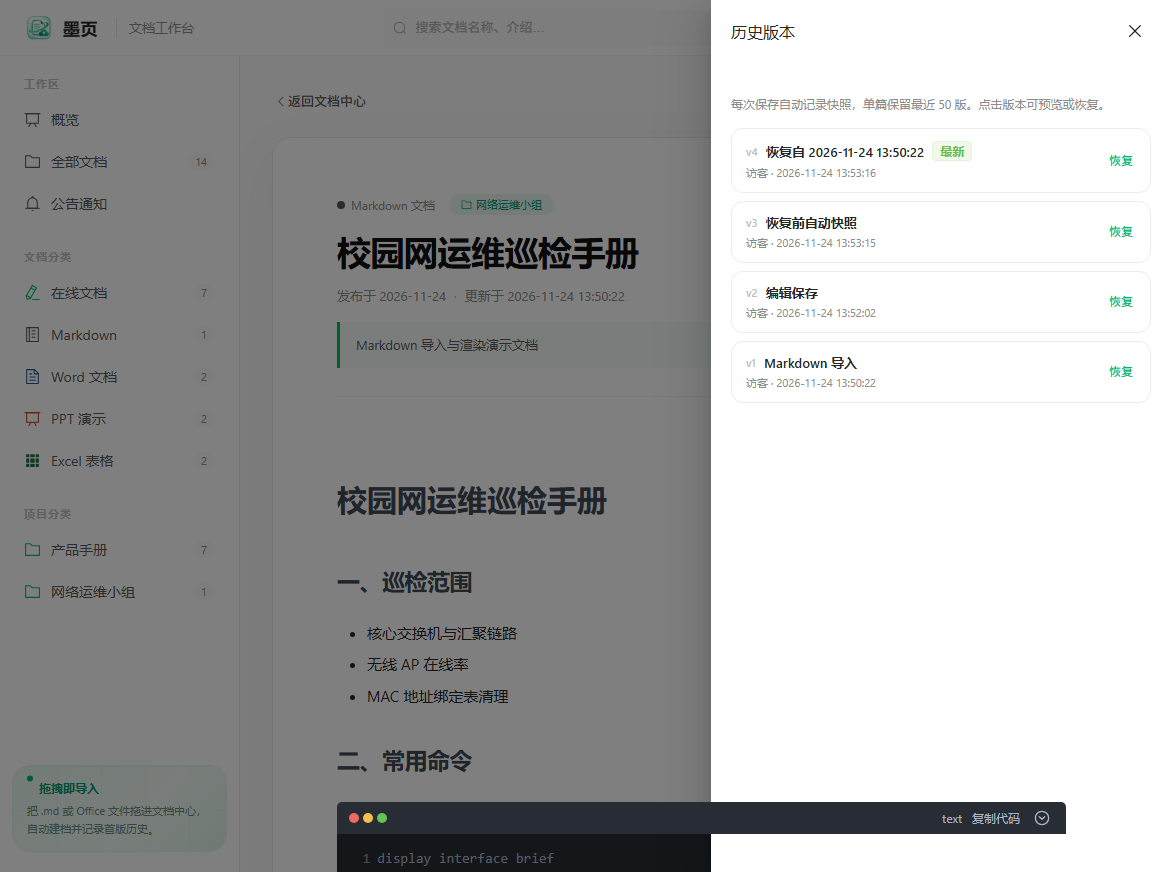 墨页
文档工作台
搜索文档名称、介绍...
工作区
概览
全部文档 14
公告通知
文档分类
在线文档 7
Markdown 1
Word 文档 2
PPT 演示 2
Excel 表格 2
项目分类
产品手册 7
网络运维小组 1
拖拽即导入
把 .md 或 Office 文件拖进文档中心，
自动建档并记录首版历史。
返回文档中心
Markdown 文档 网络运维小组
校园网运维巡检手册
发布于 2026-11-24 · 更新于 2026-11-24 13:50:22
Markdown 导入与渲染演示文档
校园网运维巡检手册
一、巡检范围
核心交换机与汇聚链路
无线 AP 在线率
MAC 地址绑定表清理
二、常用命令
text 复制代码
1 display interface brief
历史版本
每次保存自动记录快照，单篇保留最近 50 版。点击版本可预览或恢复。
v4 恢复自 2026-11-24 13:50:22 最新
访客 · 2026-11-24 13:53:16
恢复
v3 恢复前自动快照
访客 · 2026-11-24 13:53:15
恢复
v2 编辑保存
访客 · 2026-11-24 13:52:02
恢复
v1 Markdown 导入
访客 · 2026-11-24 13:50:22
恢复